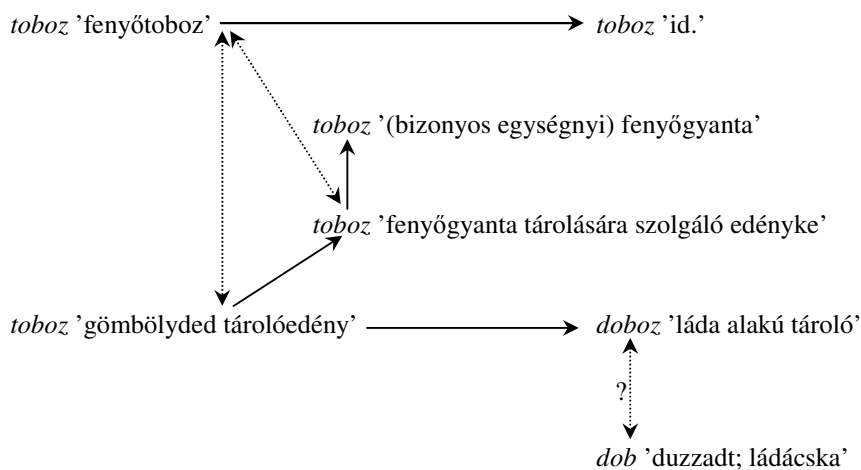 toboz ’fenyőtoboz’ toboz ’id.’
toboz ’(bizonyos egységnyi) fenyőgyanta’
toboz ’fenyőgyanta tárolására szolgáló edényke’
toboz ’gömbölyded tárolóedény’ doboz ’láda alakú tároló’
?
dob ’duzzadt; ládácska’